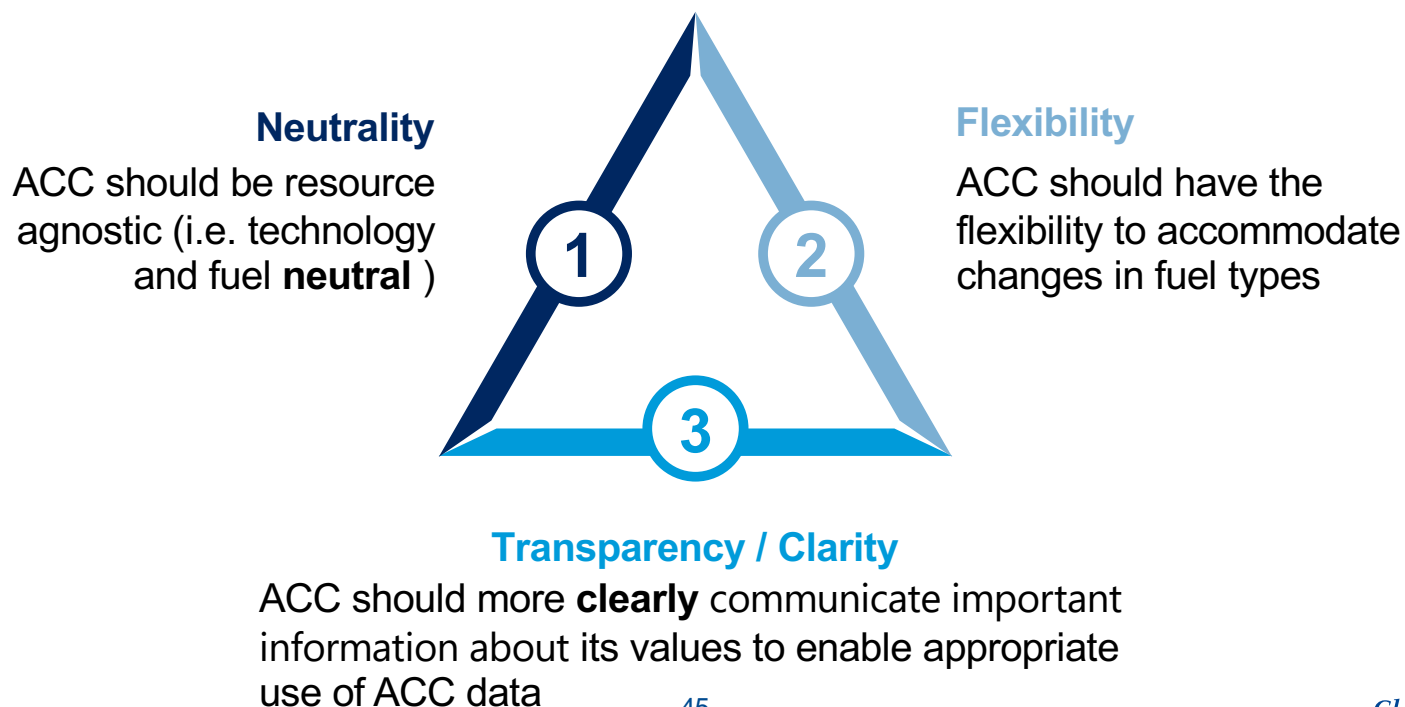 Neutrality
ACC should be resource
agnostic (i.e. technology
and fuel neutral )
1
2
Flexibility
ACC should have the
flexibility to accommodate
changes in fuel types
3
Transparency / Clarity
ACC should more clearly communicate important
information about its values to enable appropriate
use of ACC data
45